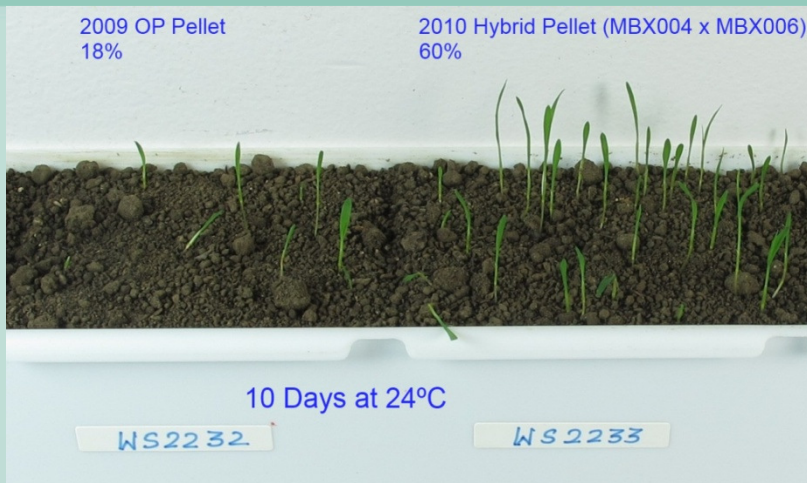 2009 OP Pellet
18%
2010 Hybrid Pellet (MBX004 x MBX006)
60%
10 Days at 24ºC
WS2232
WS2233